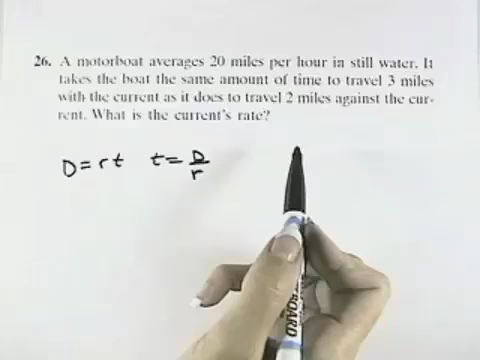 26. A motorboat averages 20 miles per hour in still water. It
takes the boat the same amount of time to travel 3 miles
with the current as it does to travel 2 miles against the cur-
rent. What is the current's rate?
D = rt t = D/r
BOARD